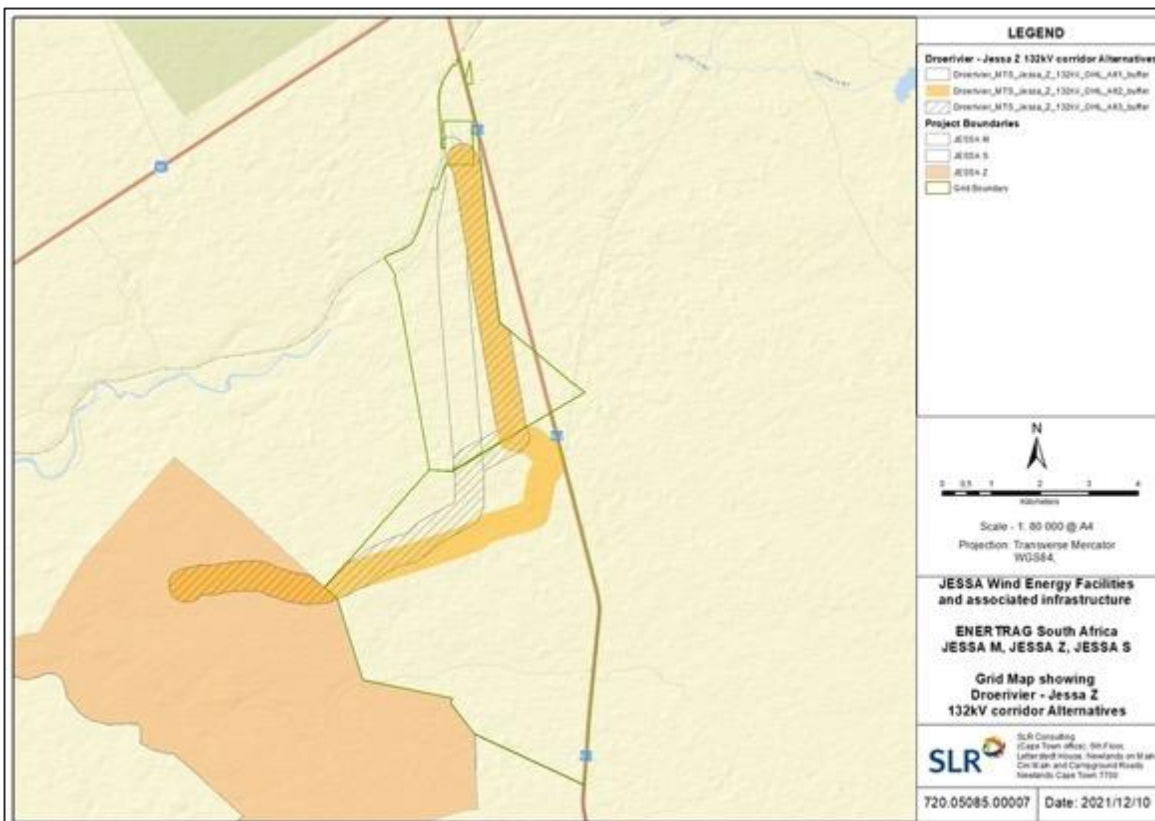 LEGEND
Droerivier - Jessa Z 132kV corridor Alternatives
Droerivier_MTS_Jessa_Z_132kV_OHL_Alt1_buffer
Droerivier_MTS_Jessa_Z_132kV_OHL_Alt2_buffer
Droerivier_MTS_Jessa_Z_132kV_OHL_Alt3_buffer
Project Boundaries
JESSA M
JESSA S
JESSA Z
Grid Boundary
N
0 0,5 1 2 3 4
Kilometers
Scale - 1: 80 000 @ A4
Projection: Transverse Mercator
WGS84,
JESSA Wind Energy Facilities
and associated infrastructure
ENERTRAG South Africa
JESSA M, JESSA Z, JESSA S
Grid Map showing
Droerivier - Jessa Z
132kV corridor Alternatives
SLR
SLR Consulting
(Cape Town office), 5th Floor,
Letterstedt House, Newlands on Main
Cnr Main and Campground Roads
Newlands Cape Town 7700
720.05085.00007
Date: 2021/12/10